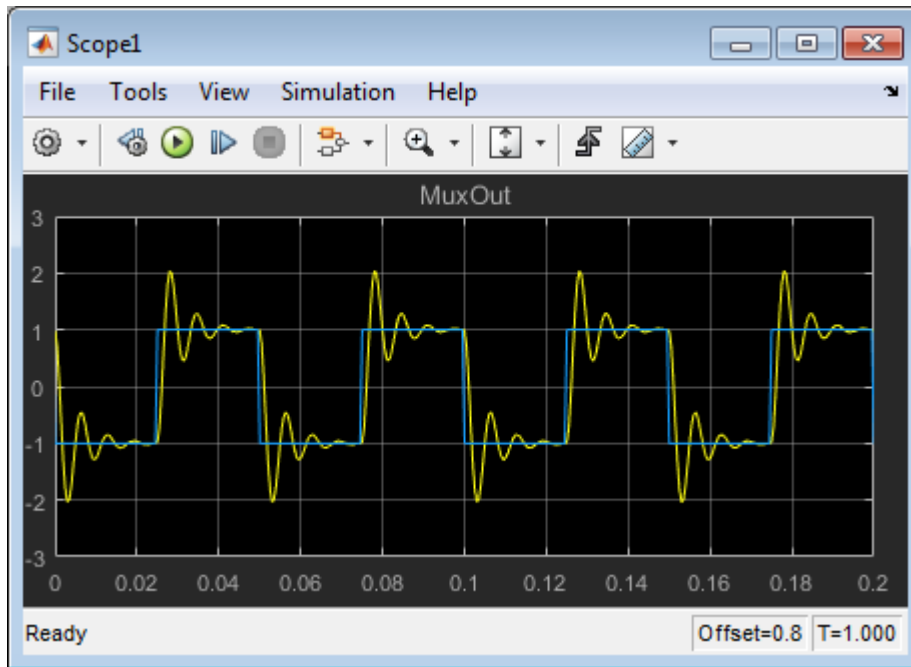 Scope1
File Tools View Simulation Help
MuxOut
3
2
1
0
-1
-2
-3
0 0.02 0.04 0.06 0.08 0.1 0.12 0.14 0.16 0.18 0.2
Ready Offset=0.8 T=1.000